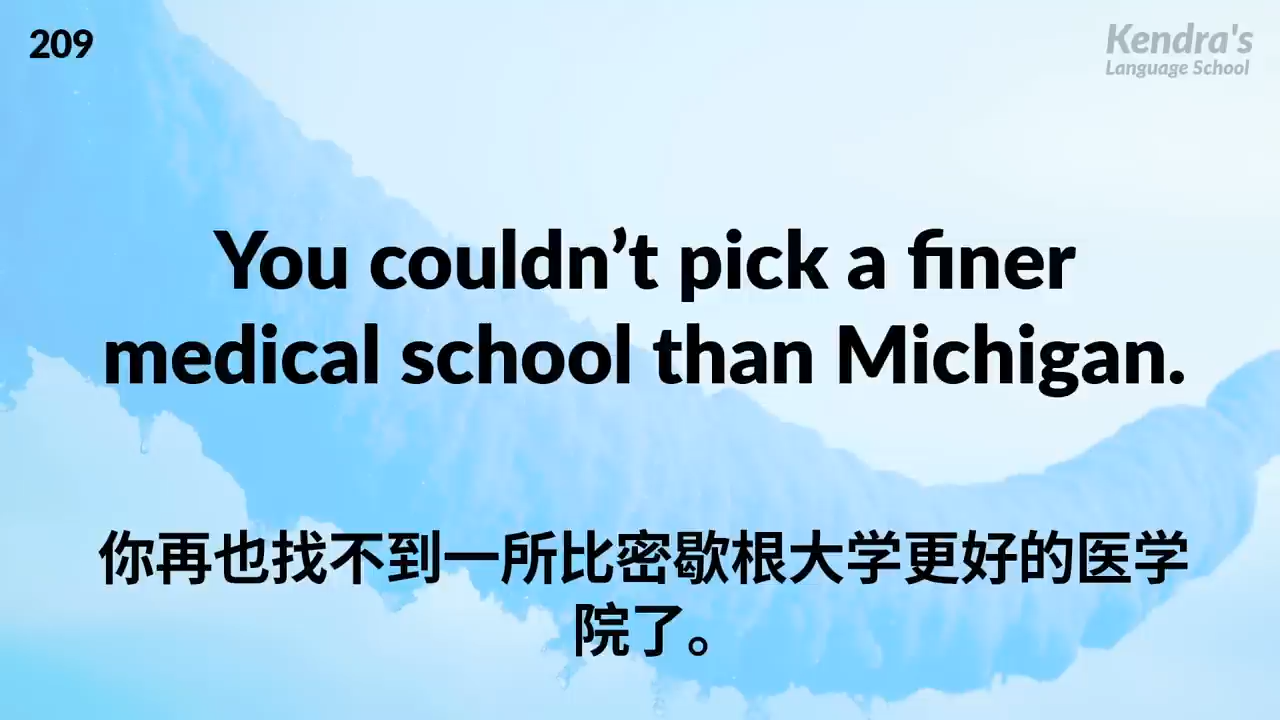 209
Kendra's
Language School
You couldn’t pick a finer
medical school than Michigan.
你再也找不到一所比密歇根大学更好的医学
院了。